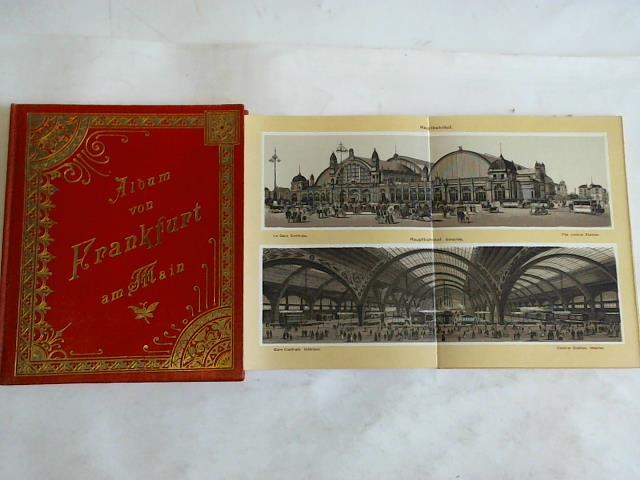 Album
von
Frankfurt
am Main
Hauptbahnhof.
La Gare Centrale.
The central Station.
Hauptbahnhof. Inneres.
Gare Centrale. Intérieur.
Central Station. Interior.